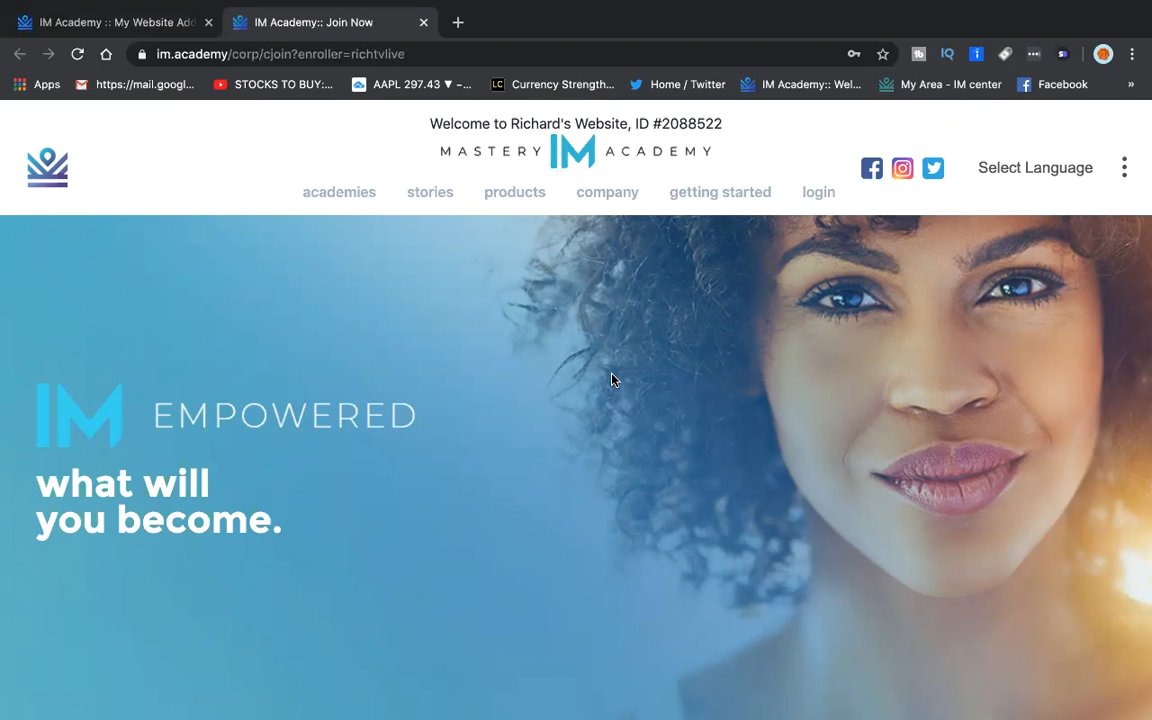 IM Academy :: My Website Add
IM Academy:: Join Now
im.academy/corp/cjoin?enroller=richtvlive
Apps
https://mail.googl...
STOCKS TO BUY:...
AAPL 297.43 ▼ −...
LC
Currency Strength...
Home / Twitter
IM Academy:: Wel...
My Area - IM center
Facebook
»
Welcome to Richard's Website, ID #2088522
MASTERY IM ACADEMY
academies
stories
products
company
getting started
login
Select Language
IM EMPOWERED
what will
you become.